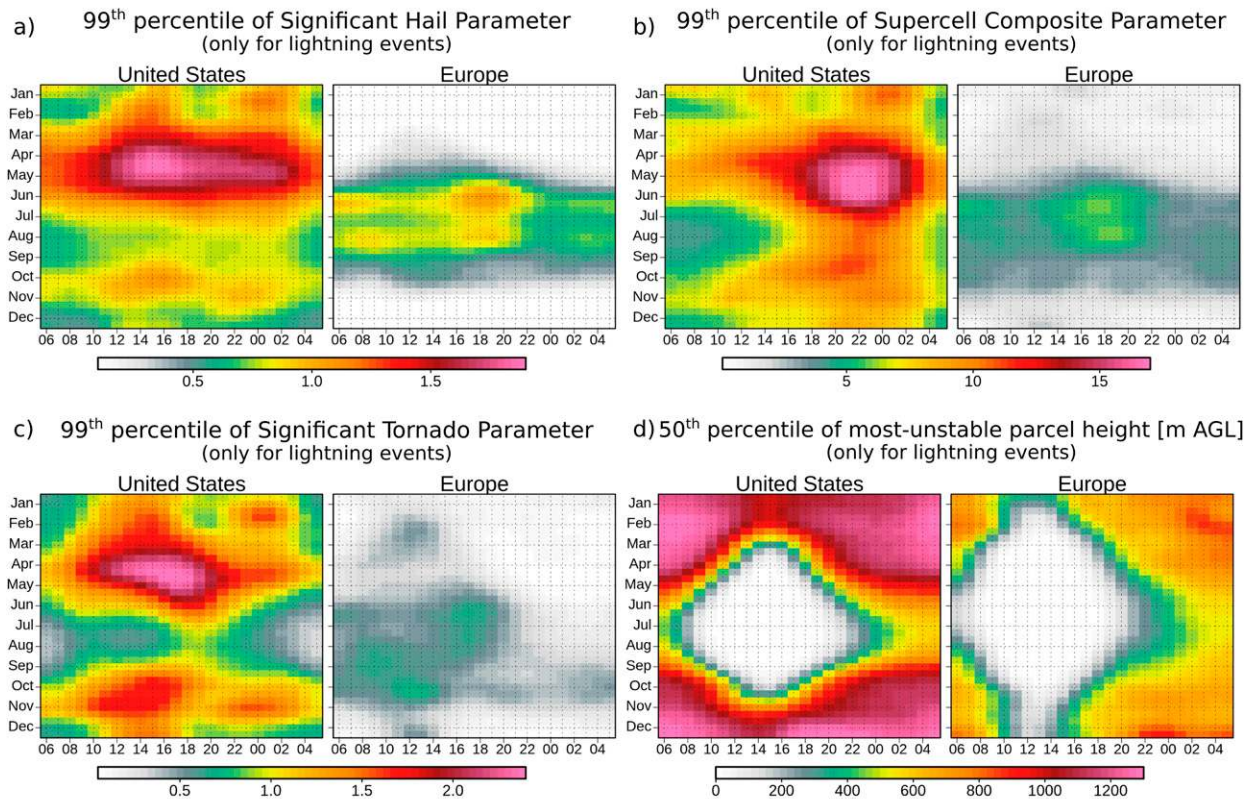 a) 99th percentile of Significant Hail Parameter
(only for lightning events)
United States Europe
Jan
Feb
Mar
Apr
May
Jun
Jul
Aug
Sep
Oct
Nov
Dec
06 08 10 12 14 16 18 20 22 00 02 04 06 08 10 12 14 16 18 20 22 00 02 04
0.5 1.0 1.5
b) 99th percentile of Supercell Composite Parameter
(only for lightning events)
United States Europe
Jan
Feb
Mar
Apr
May
Jun
Jul
Aug
Sep
Oct
Nov
Dec
06 08 10 12 14 16 18 20 22 00 02 04 06 08 10 12 14 16 18 20 22 00 02 04
5 10 15
c) 99th percentile of Significant Tornado Parameter
(only for lightning events)
United States Europe
Jan
Feb
Mar
Apr
May
Jun
Jul
Aug
Sep
Oct
Nov
Dec
06 08 10 12 14 16 18 20 22 00 02 04 06 08 10 12 14 16 18 20 22 00 02 04
0.5 1.0 1.5 2.0
d) 50th percentile of most-unstable parcel height [m AGL]
(only for lightning events)
United States Europe
Jan
Feb
Mar
Apr
May
Jun
Jul
Aug
Sep
Oct
Nov
Dec
06 08 10 12 14 16 18 20 22 00 02 04 06 08 10 12 14 16 18 20 22 00 02 04
0 200 400 600 800 1000 1200